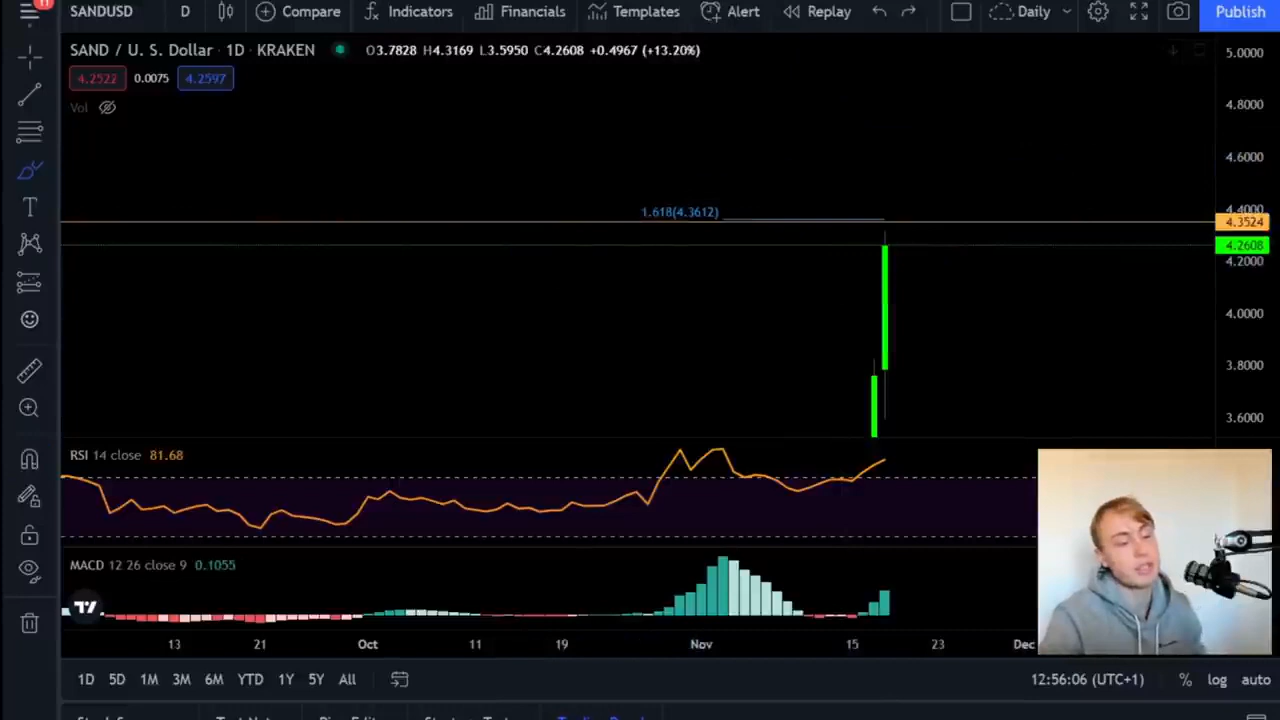 11
SANDUSD D Compare Indicators Financials Templates Alert Replay Daily Publish
SAND / U. S. Dollar · 1D · KRAKEN O3.7828 H4.3169 L3.5950 C4.2608 +0.4967 (+13.20%)
4.2522 0.0075 4.2597
Vol
5.0000
4.8000
4.6000
4.4000
1.618(4.3612)
4.3524
4.2608
4.2000
4.0000
3.8000
3.6000
RSI 14 close 81.68
MACD 12 26 close 9 0.1055
13 21 Oct 11 19 Nov 15 23 Dec
1D 5D 1M 3M 6M YTD 1Y 5Y All 12:56:06 (UTC+1) % log auto